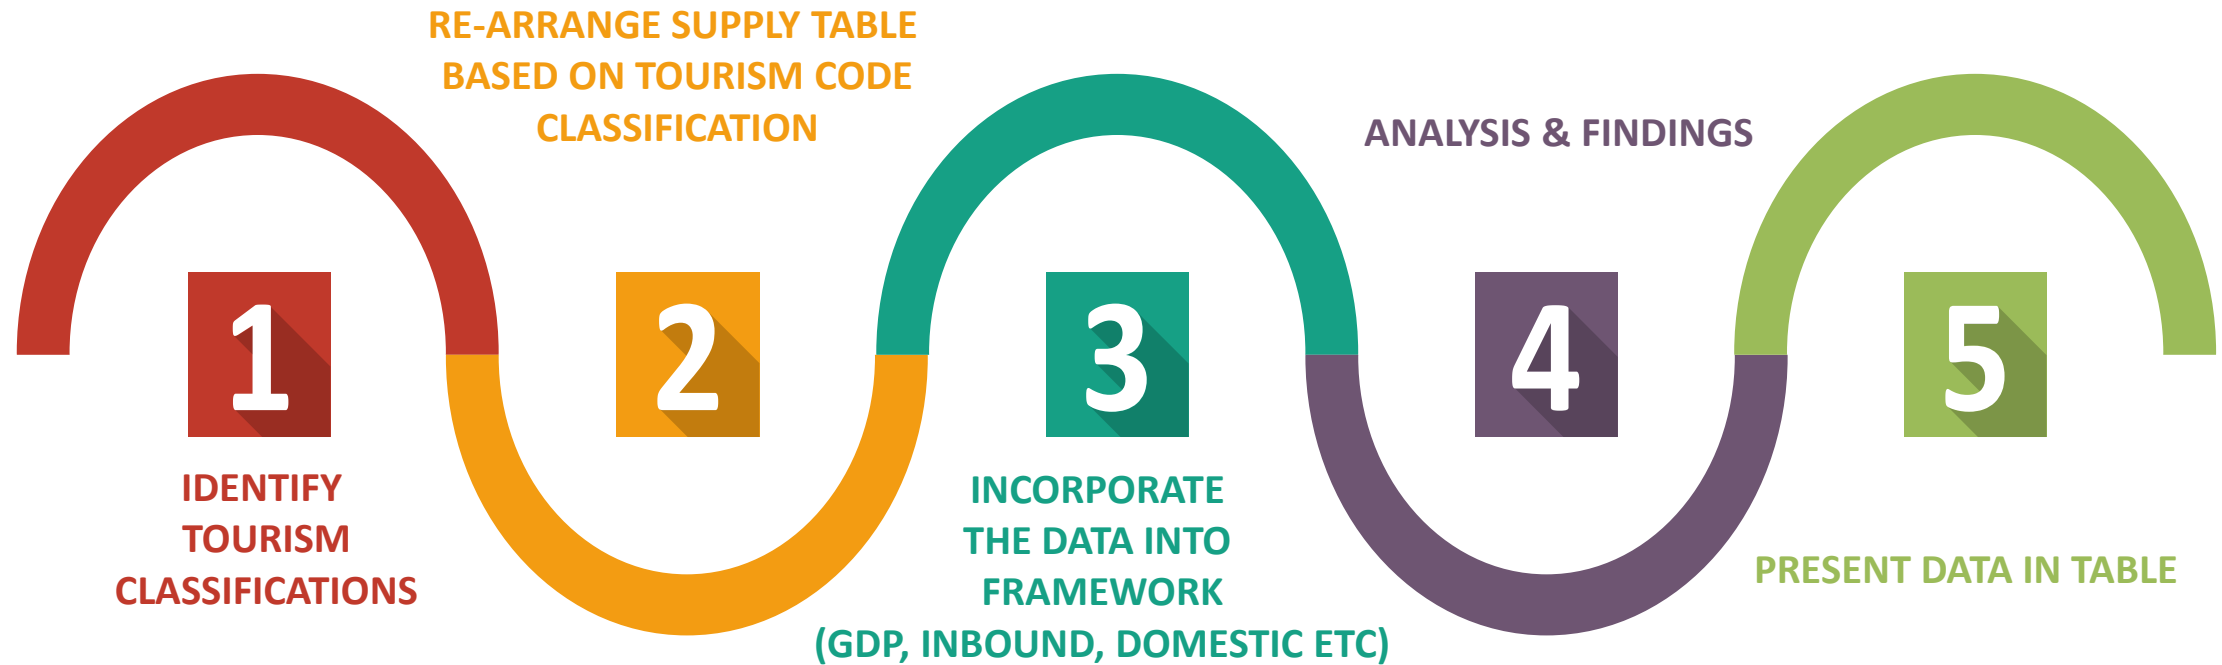 1
IDENTIFY
TOURISM
CLASSIFICATIONS
RE-ARRANGE SUPPLY TABLE
BASED ON TOURISM CODE
CLASSIFICATION
2
3
INCORPORATE
THE DATA INTO
FRAMEWORK
(GDP, INBOUND, DOMESTIC ETC)
ANALYSIS & FINDINGS
4
5
PRESENT DATA IN TABLE